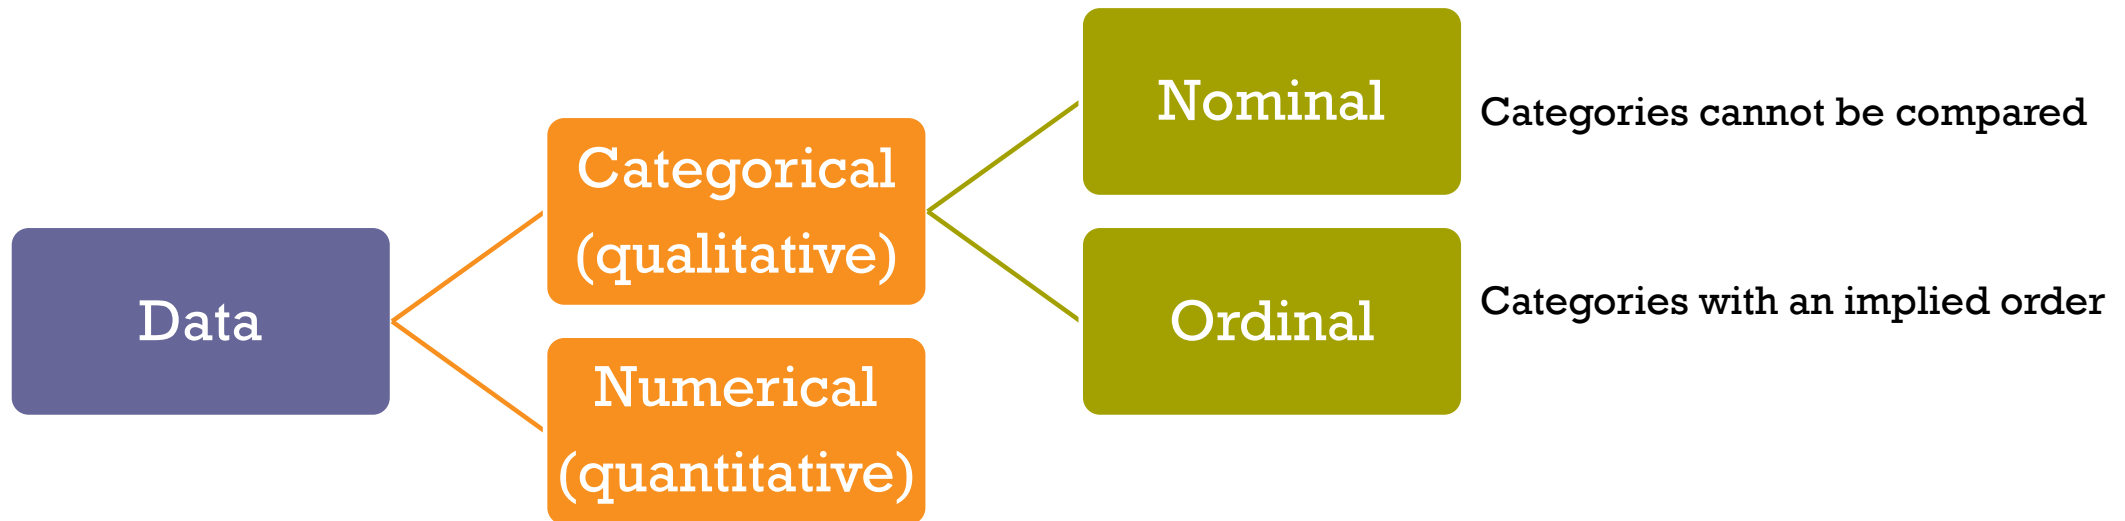 Data
Categorical
(qualitative)
Numerical
(quantitative)
Nominal
Categories cannot be compared
Ordinal
Categories with an implied order